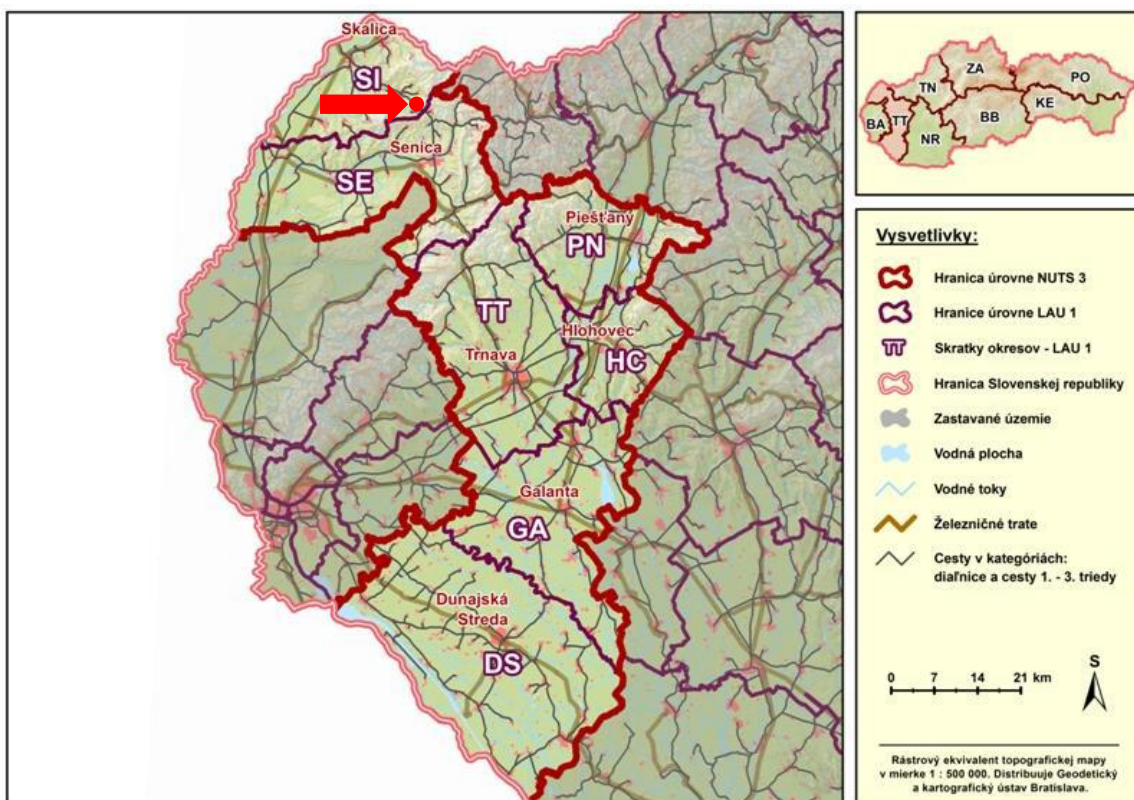 Skalica
SI
Senica
SE
Piešťany
PN
TT
Hlohovec
Trnava
HC
Galanta
GA
Dunajská
Streda
DS
ZA
PO
TN
KE
BA
TT
BB
NR
Vysvetlivky:
Hranica úrovne NUTS 3
Hranice úrovne LAU 1
TT Skratky okresov - LAU 1
Hranica Slovenskej republiky
Zastavané územie
Vodná plocha
Vodné toky
Železničné trate
Cesty v kategóriách:
diaľnice a cesty 1. - 3. triedy
S
0 7 14 21 km
Rástrový ekvivalent topografickej mapy
v mierke 1 : 500 000. Distribuuje Geodetický
a kartografický ústav Bratislava.